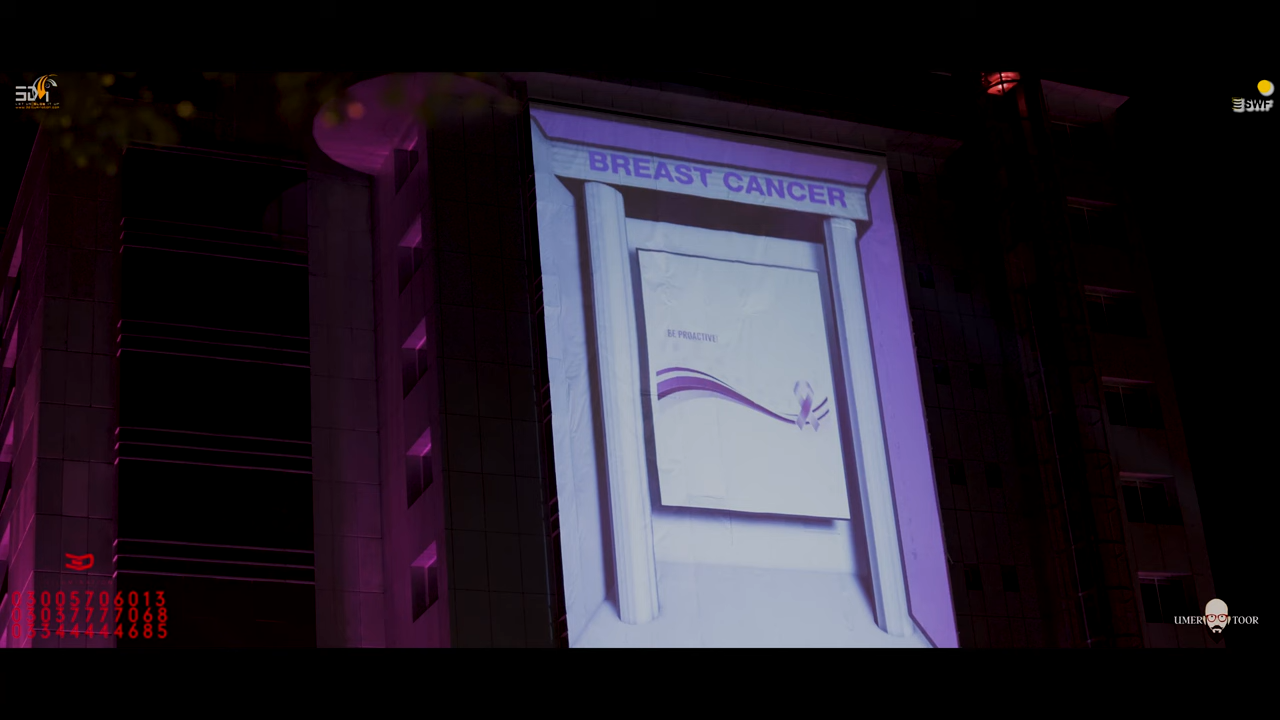 SWF
BREAST CANCER
BE PROACTIVE!
03005706013
03037777068
03344444685
UMER TOOR